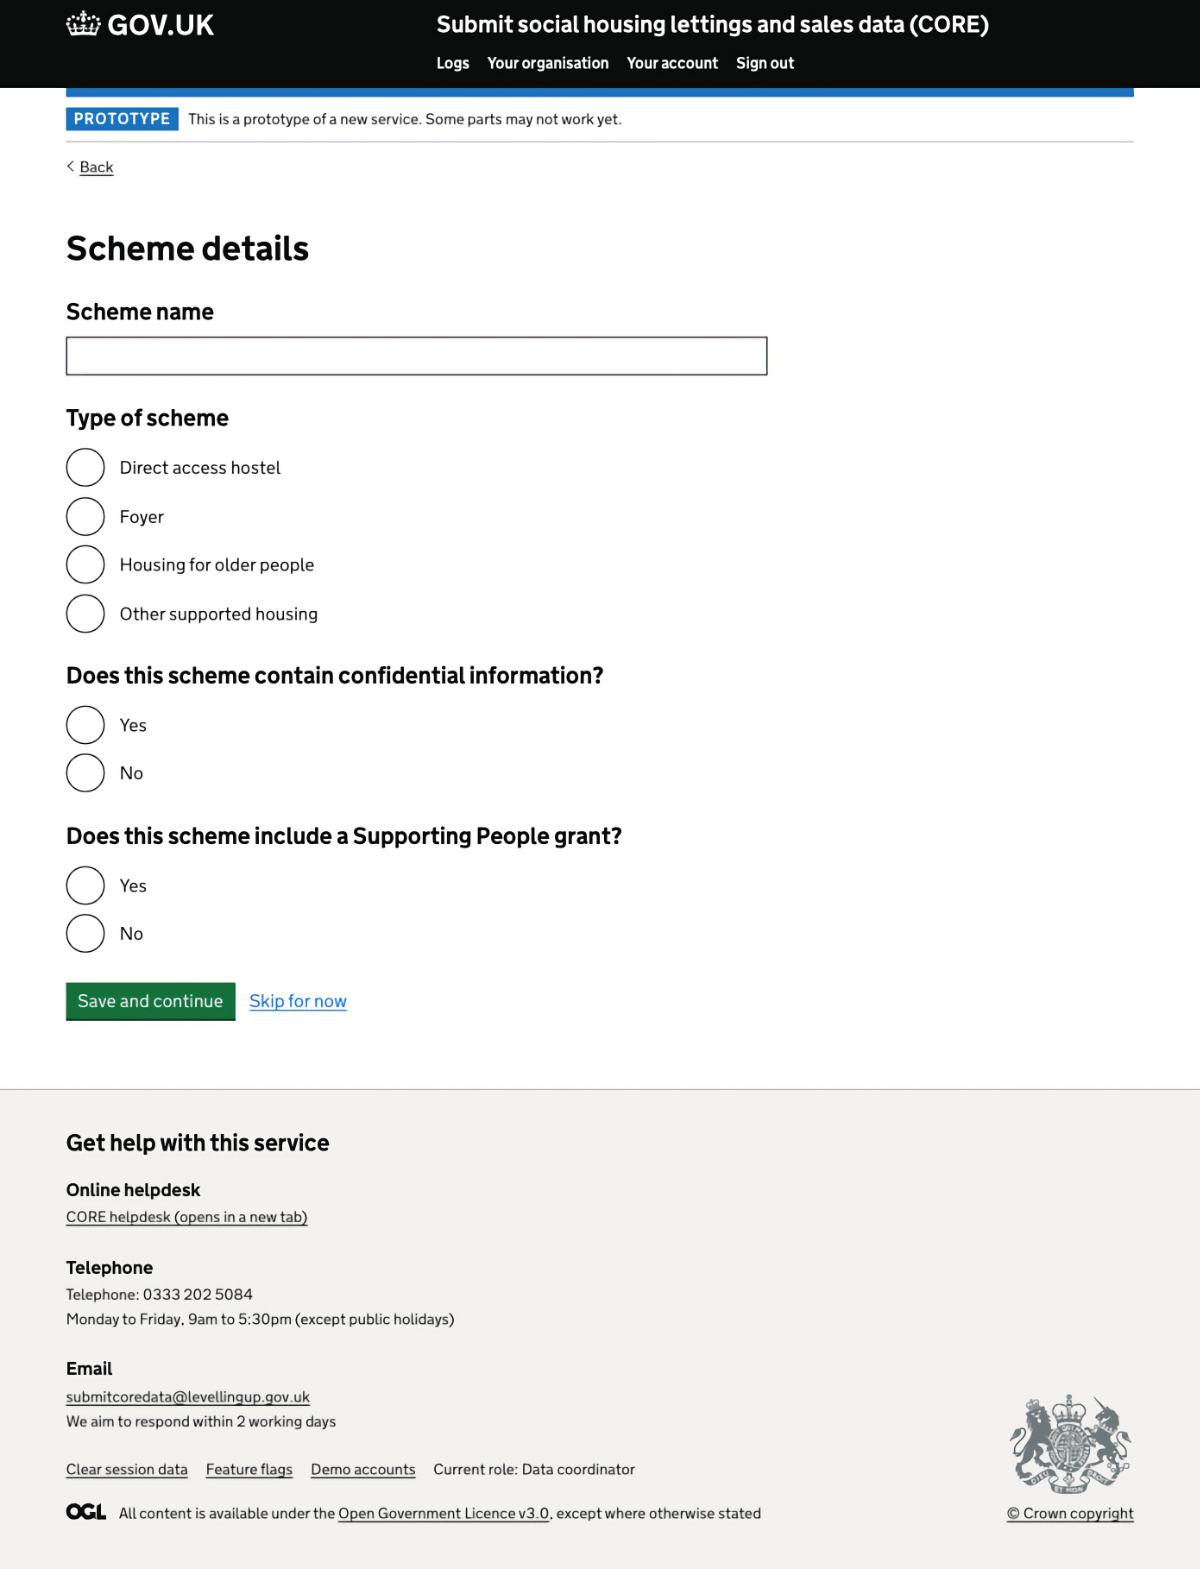 GOV.UK
Submit social housing lettings and sales data (CORE)
Logs Your organisation Your account Sign out
PROTOTYPE This is a prototype of a new service. Some parts may not work yet.
Back
Scheme details
Scheme name
Type of scheme
Direct access hostel
Foyer
Housing for older people
Other supported housing
Does this scheme contain confidential information?
Yes
No
Does this scheme include a Supporting People grant?
Yes
No
Save and continue Skip for now
Get help with this service
Online helpdesk
CORE helpdesk (opens in a new tab)
Telephone
Telephone: 0333 202 5084
Monday to Friday, 9am to 5:30pm (except public holidays)
Email
submitcoredata@levellingup.gov.uk
We aim to respond within 2 working days
Clear session data Feature flags Demo accounts Current role: Data coordinator
OGL All content is available under the Open Government Licence v3.0, except where otherwise stated
© Crown copyright